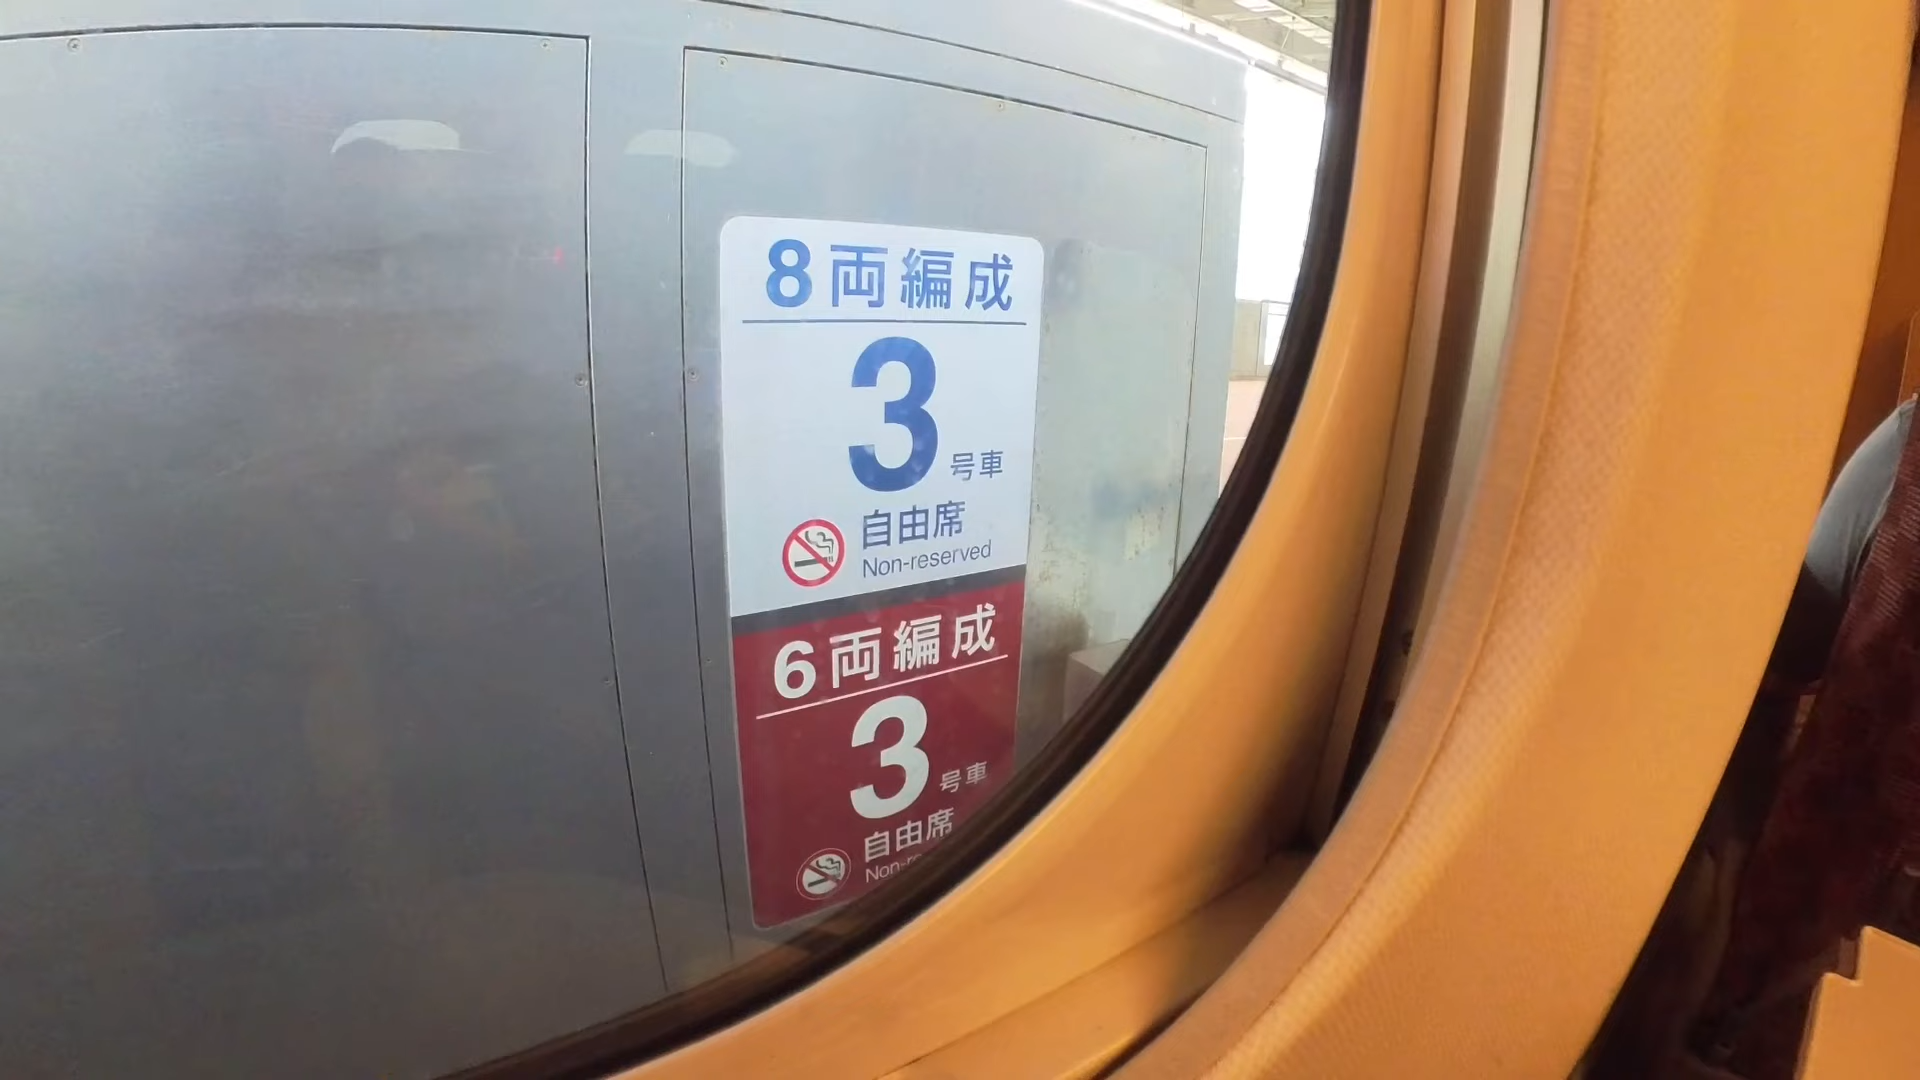 8両編成
3号車
自由席
Non-reserved
6両編成
3号車
自由席